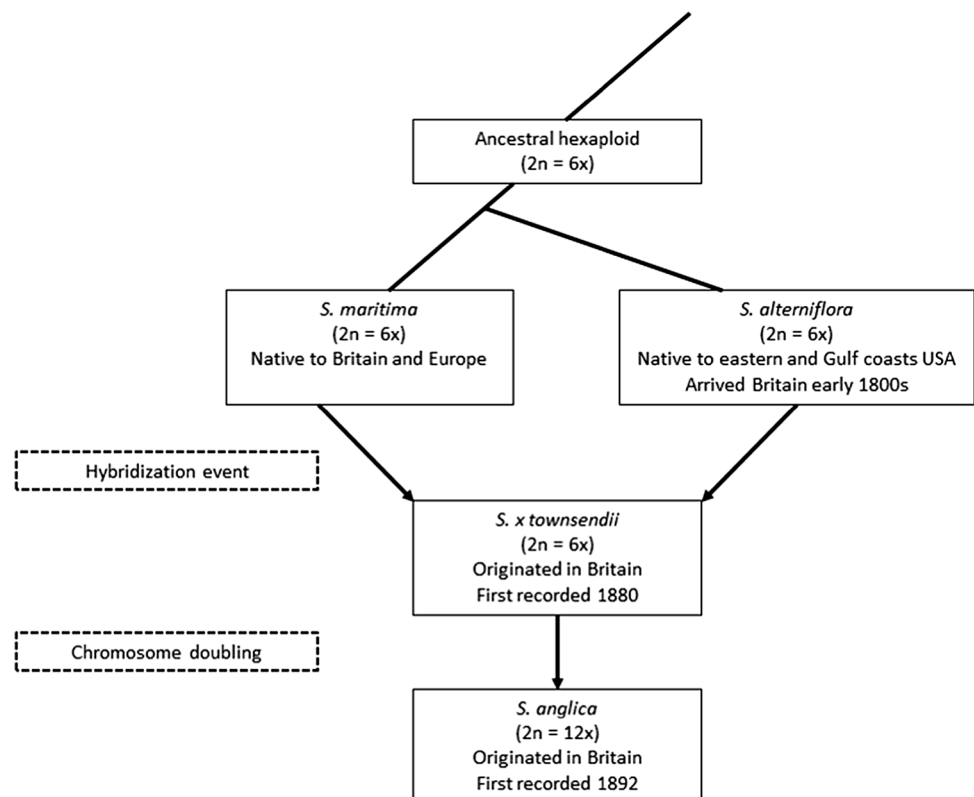 Ancestral hexaploid
(2n = 6x)
S. maritima
(2n = 6x)
Native to Britain and Europe
S. alterniflora
(2n = 6x)
Native to eastern and Gulf coasts USA
Arrived Britain early 1800s
Hybridization event
S. x townsendii
(2n = 6x)
Originated in Britain
First recorded 1880
Chromosome doubling
S. anglica
(2n = 12x)
Originated in Britain
First recorded 1892